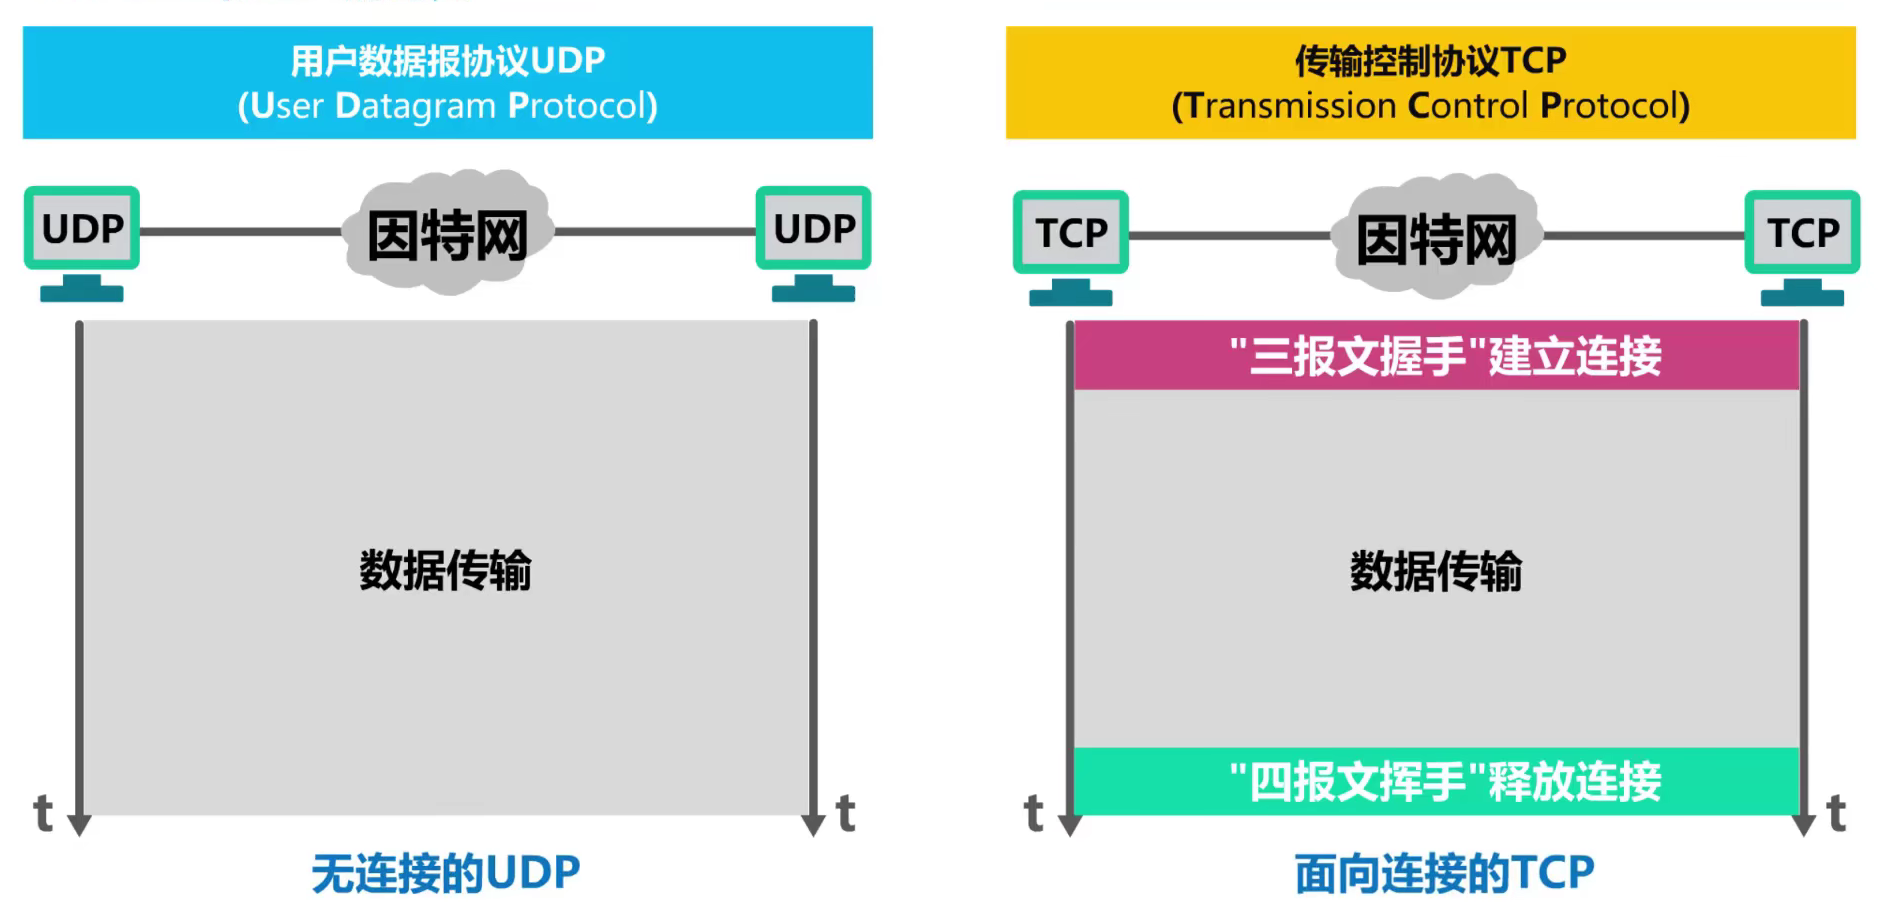 用户数据报协议UDP
(User Datagram Protocol)
UDP
因特网
UDP
数据传输
t
t
无连接的UDP
传输控制协议TCP
(Transmission Control Protocol)
TCP
因特网
TCP
"三报文握手"建立连接
数据传输
"四报文挥手"释放连接
t
t
面向连接的TCP